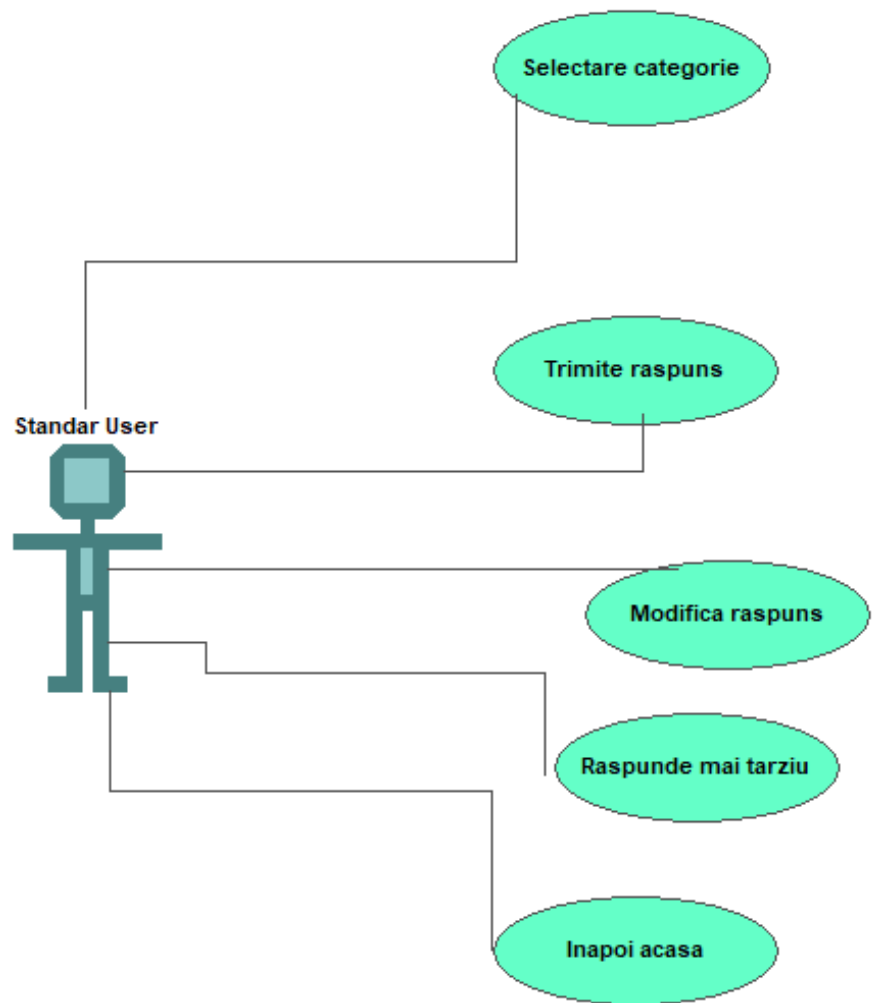 Selectare categorie
Trimite raspuns
Standar User
Modifica raspuns
Raspunde mai tarziu
Inapoi acasa